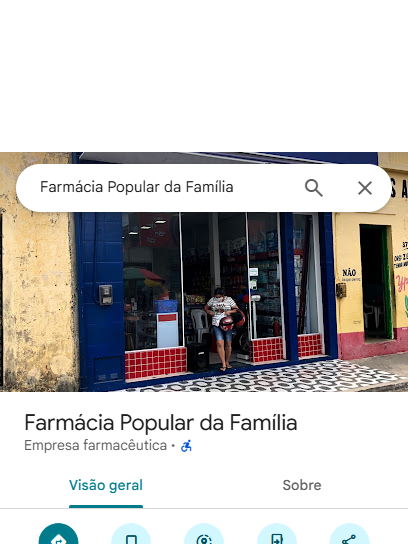 Farmácia Popular da Família
NÃO
Farmácia Popular da Família
Empresa farmacêutica •
Visão geral
Sobre